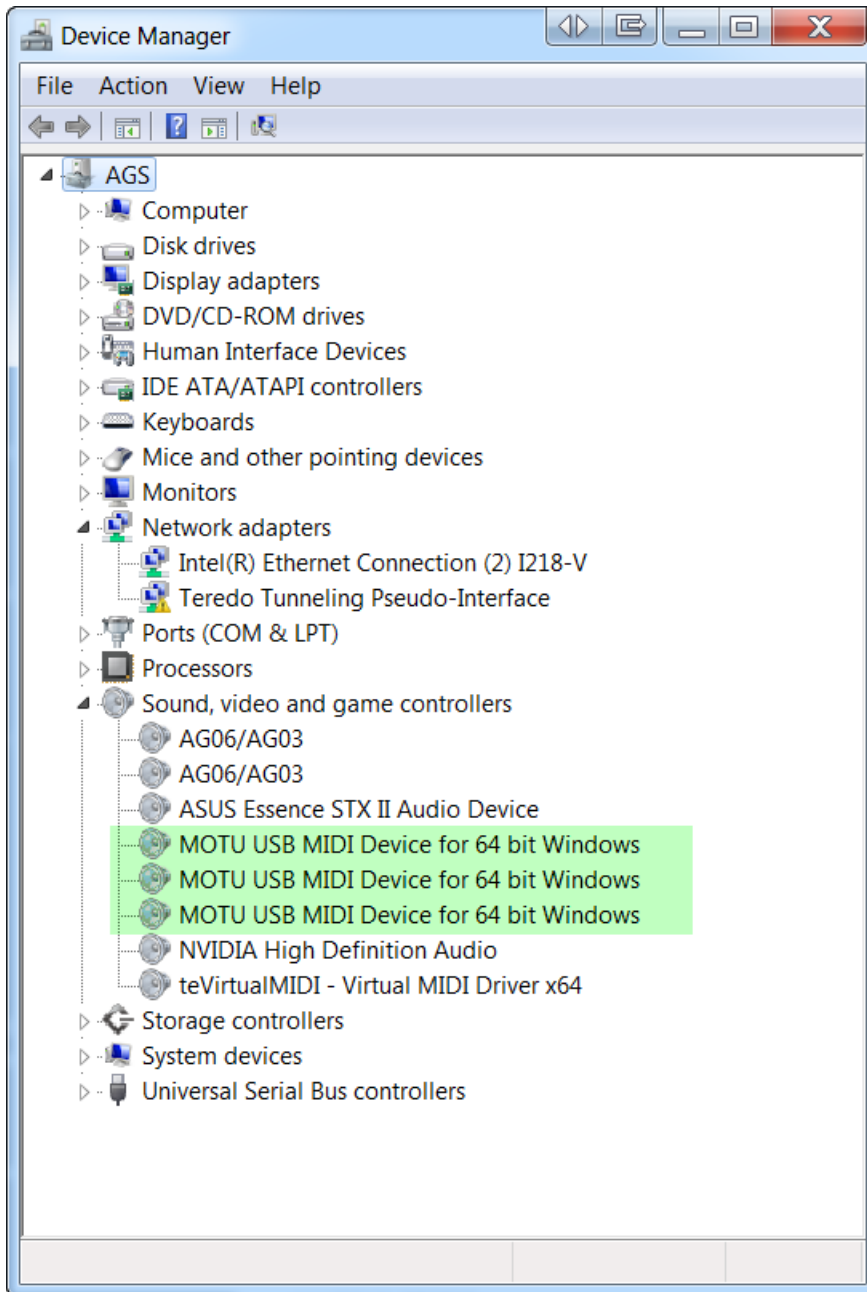 Device Manager
File Action View Help
AGS
Computer
Disk drives
Display adapters
DVD/CD-ROM drives
Human Interface Devices
IDE ATA/ATAPI controllers
Keyboards
Mice and other pointing devices
Monitors
Network adapters
Intel(R) Ethernet Connection (2) I218-V
Teredo Tunneling Pseudo-Interface
Ports (COM & LPT)
Processors
Sound, video and game controllers
AG06/AG03
AG06/AG03
ASUS Essence STX II Audio Device
MOTU USB MIDI Device for 64 bit Windows
MOTU USB MIDI Device for 64 bit Windows
MOTU USB MIDI Device for 64 bit Windows
NVIDIA High Definition Audio
teVirtualMIDI - Virtual MIDI Driver x64
Storage controllers
System devices
Universal Serial Bus controllers